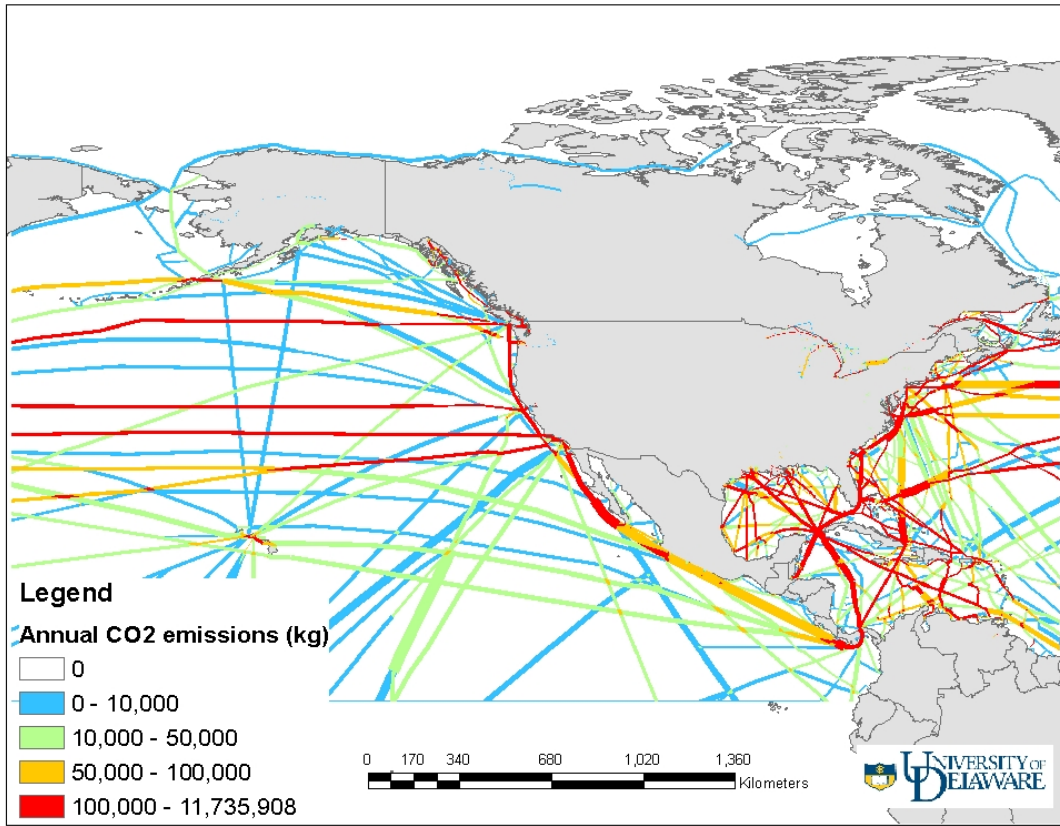 Legend
Annual CO2 emissions (kg)
0
0 - 10,000
10,000 - 50,000
50,000 - 100,000
100,000 - 11,735,908
0 170 340 680 1,020 1,360
Kilometers
UNIVERSITY OF
DELAWARE